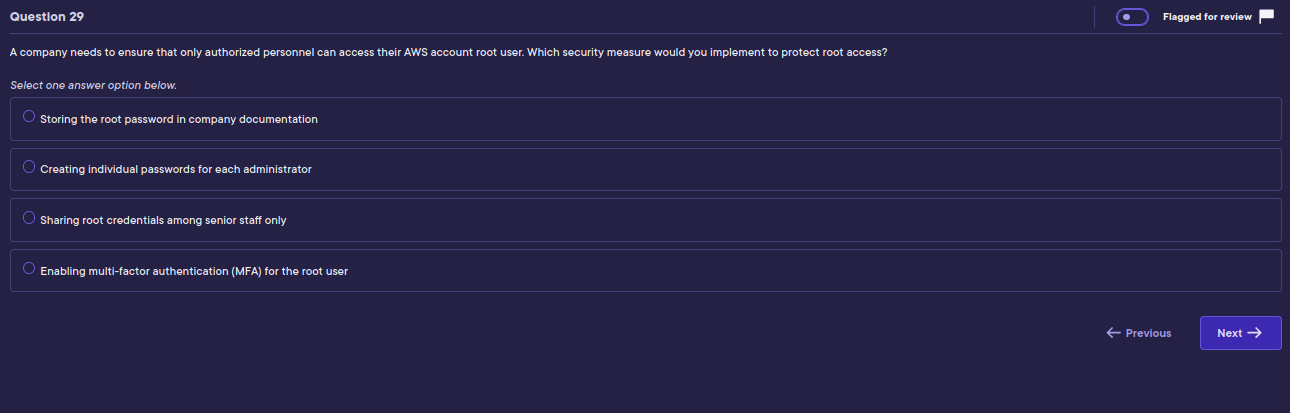 Question 29
Flagged for review
A company needs to ensure that only authorized personnel can access their AWS account root user. Which security measure would you implement to protect root access?
Select one answer option below.
Storing the root password in company documentation
Creating individual passwords for each administrator
Sharing root credentials among senior staff only
Enabling multi-factor authentication (MFA) for the root user
Previous
Next